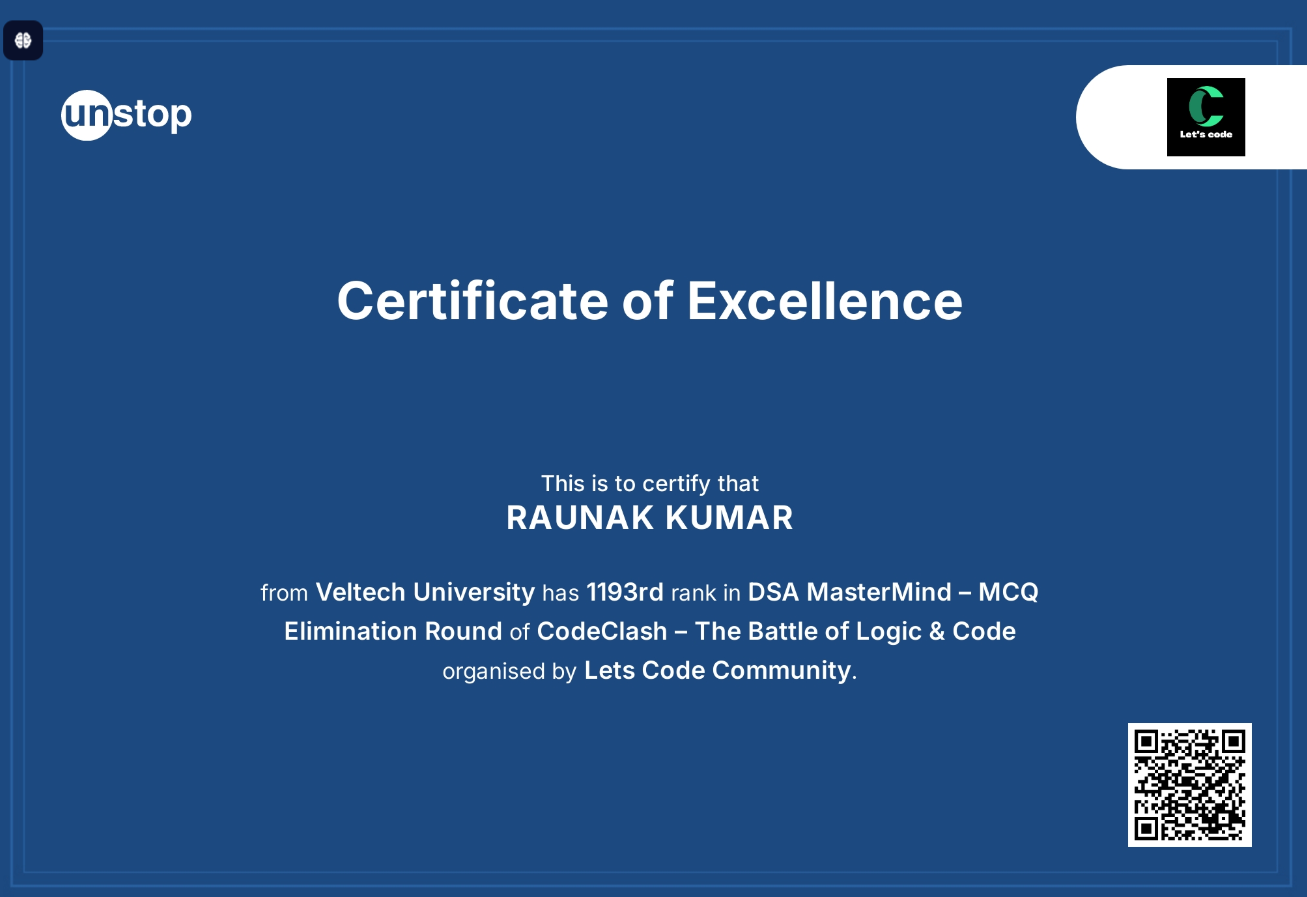 unstop
Let's code
Certificate of Excellence
This is to certify that
RAUNAK KUMAR
from Veltech University has 1193rd rank in DSA MasterMind – MCQ
Elimination Round of CodeClash – The Battle of Logic & Code
organised by Lets Code Community.